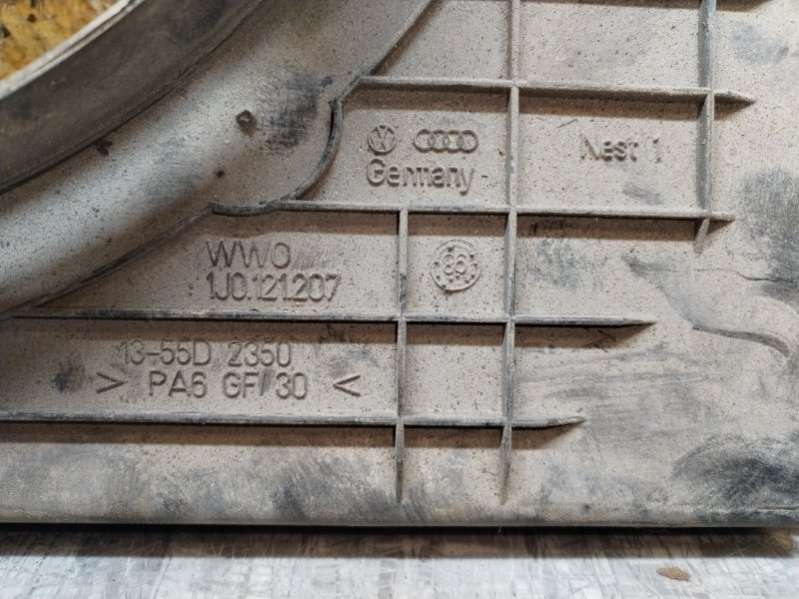 Germany
Nest 1
WWO
1J0.121.207
13-55D 2350
> PA6 GF/30 <